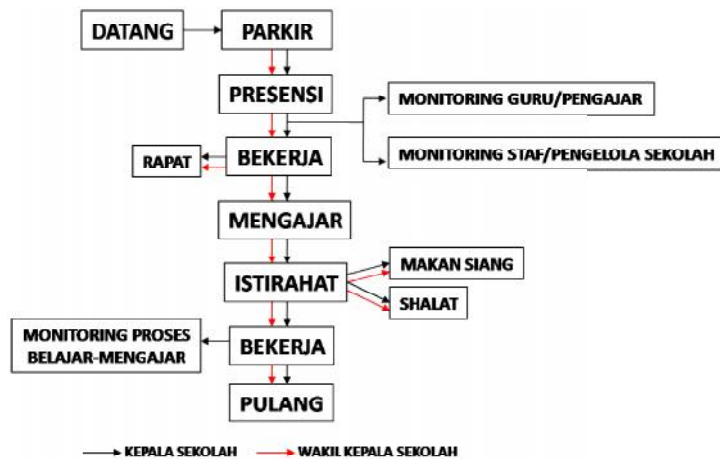 DATANG
PARKIR
PRESENSI
MONITORING GURU/PENGAJAR
MONITORING STAF/PENGELOLA SEKOLAH
RAPAT
BEKERJA
MENGAJAR
ISTIRAHAT
MAKAN SIANG
SHALAT
MONITORING PROSES
BELAJAR-MENGAJAR
BEKERJA
PULANG
KEPALA SEKOLAH
WAKIL KEPALA SEKOLAH